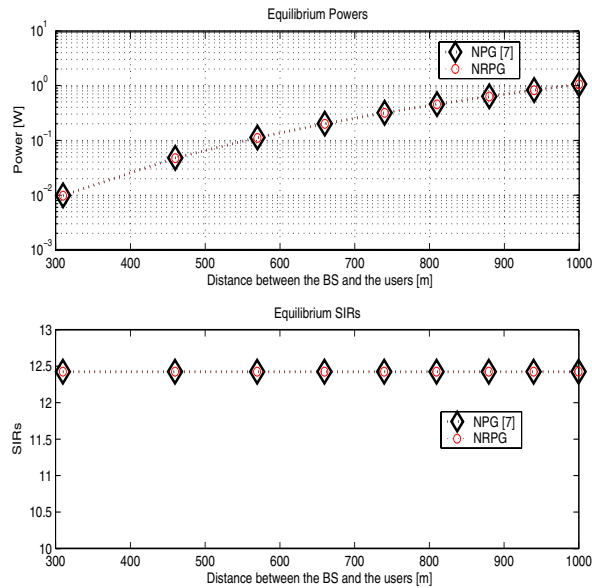 Equilibrium Powers
10^1
10^0
10^-1
10^-2
10^-3
Power [W]
NPG [7]
NRPG
300 400 500 600 700 800 900 1000
Distance between the BS and the users [m]
Equilibrium SIRs
13
12.5
12
11.5
11
10.5
10
SIRs
NPG [7]
NRPG
300 400 500 600 700 800 900 1000
Distance between the BS and the users [m]